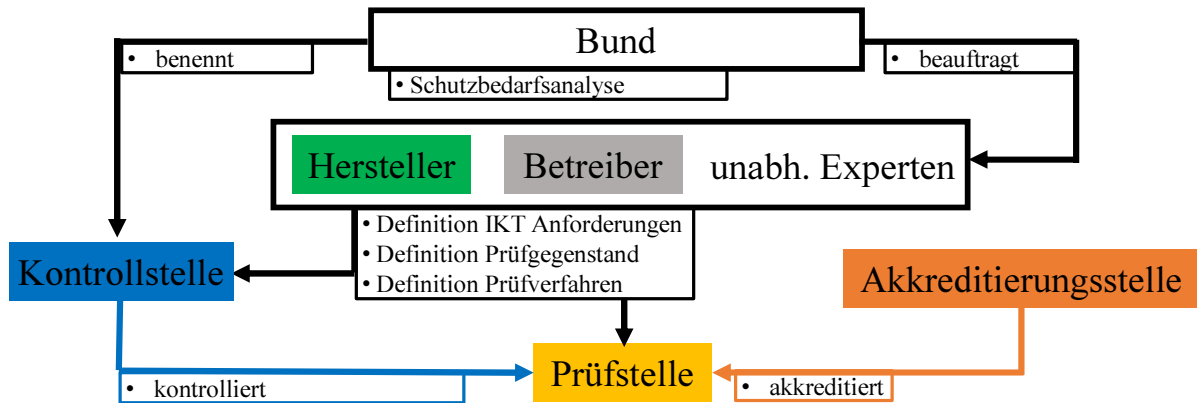 Bund
• benennt
• beauftragt
• Schutzbedarfsanalyse
Hersteller
Betreiber
unabh. Experten
• Definition IKT Anforderungen
• Definition Prüfgegenstand
• Definition Prüfverfahren
Kontrollstelle
Akkreditierungsstelle
Prüfstelle
• kontrolliert
• akkreditiert